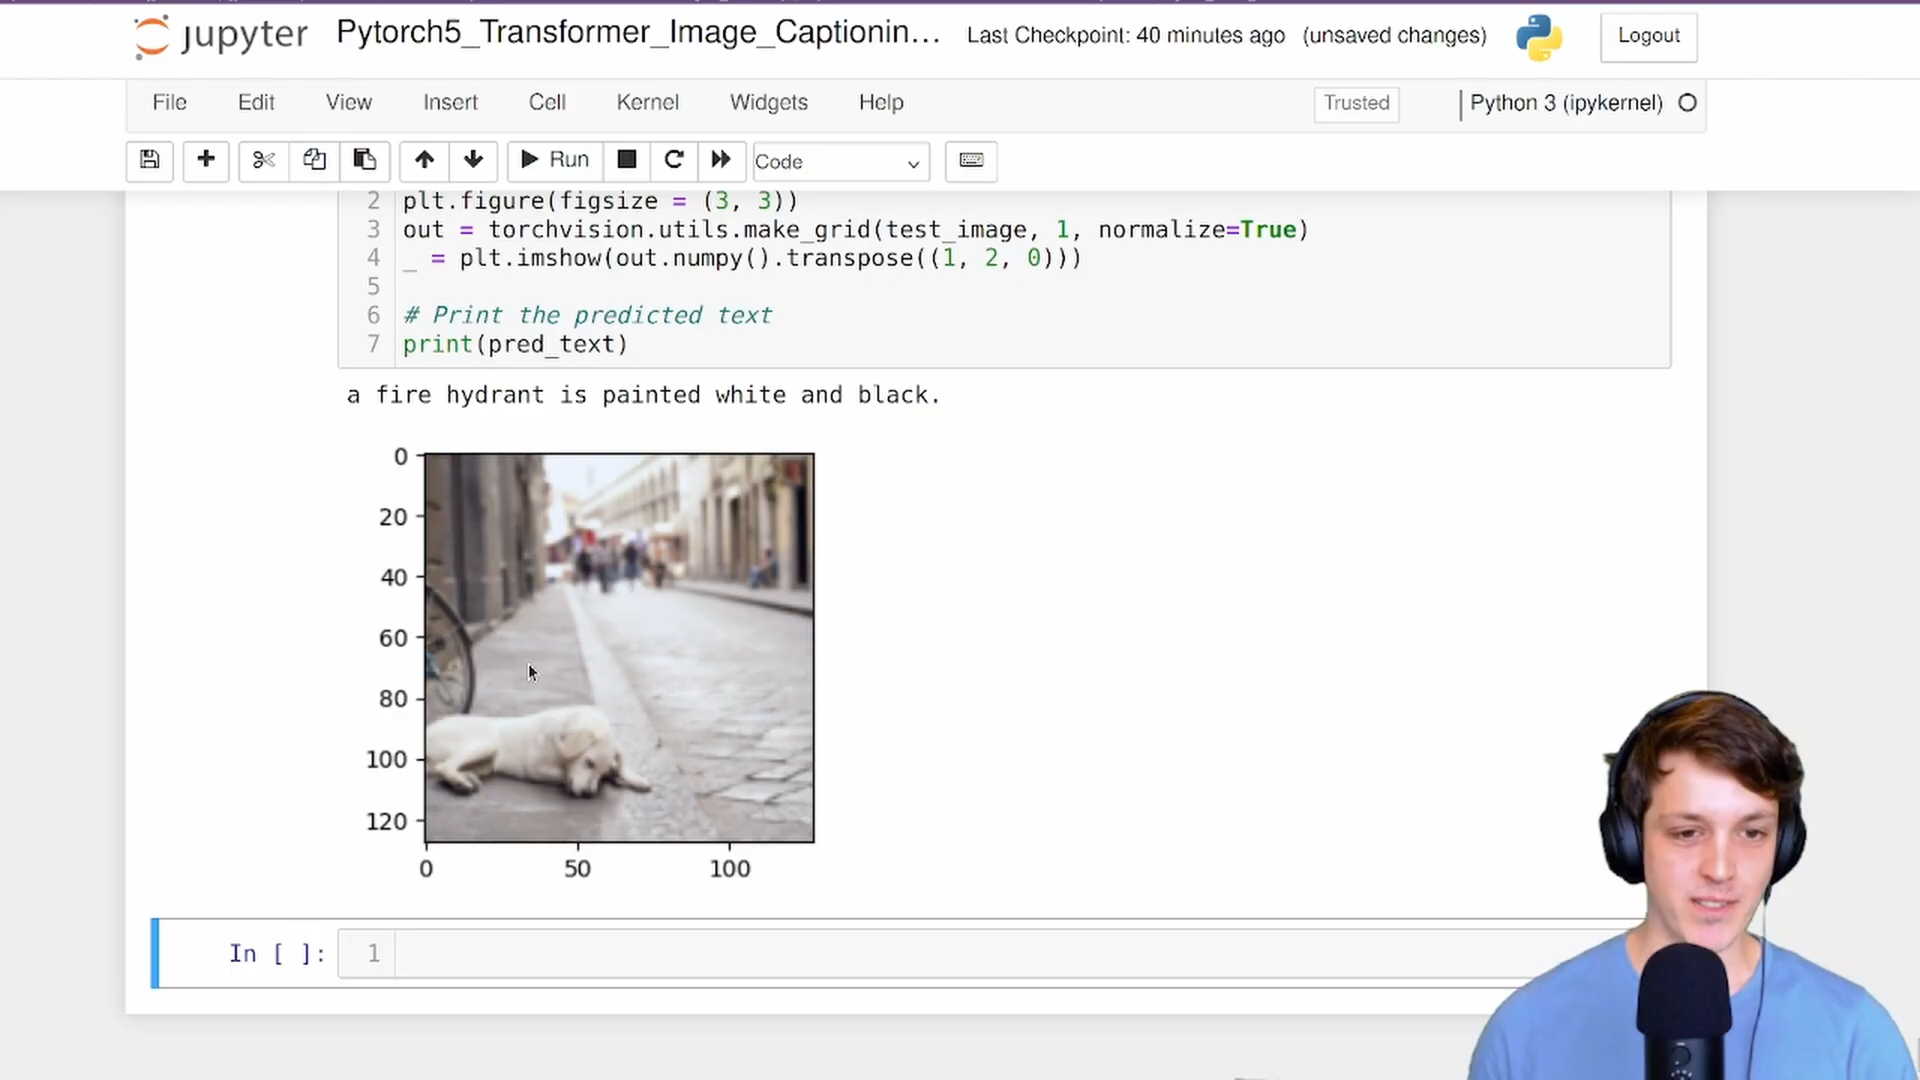 jupyter Pytorch5_Transformer_Image_Captionin... Last Checkpoint: 40 minutes ago (unsaved changes) Logout
File Edit View Insert Cell Kernel Widgets Help Trusted Python 3 (ipykernel)
Run Code
2 plt.figure(figsize = (3, 3))
3 out = torchvision.utils.make_grid(test_image, 1, normalize=True)
4 _ = plt.imshow(out.numpy().transpose((1, 2, 0)))
5
6 # Print the predicted text
7 print(pred_text)
a fire hydrant is painted white and black.
0
20
40
60
80
100
120
0 50 100
In [ ]: 1